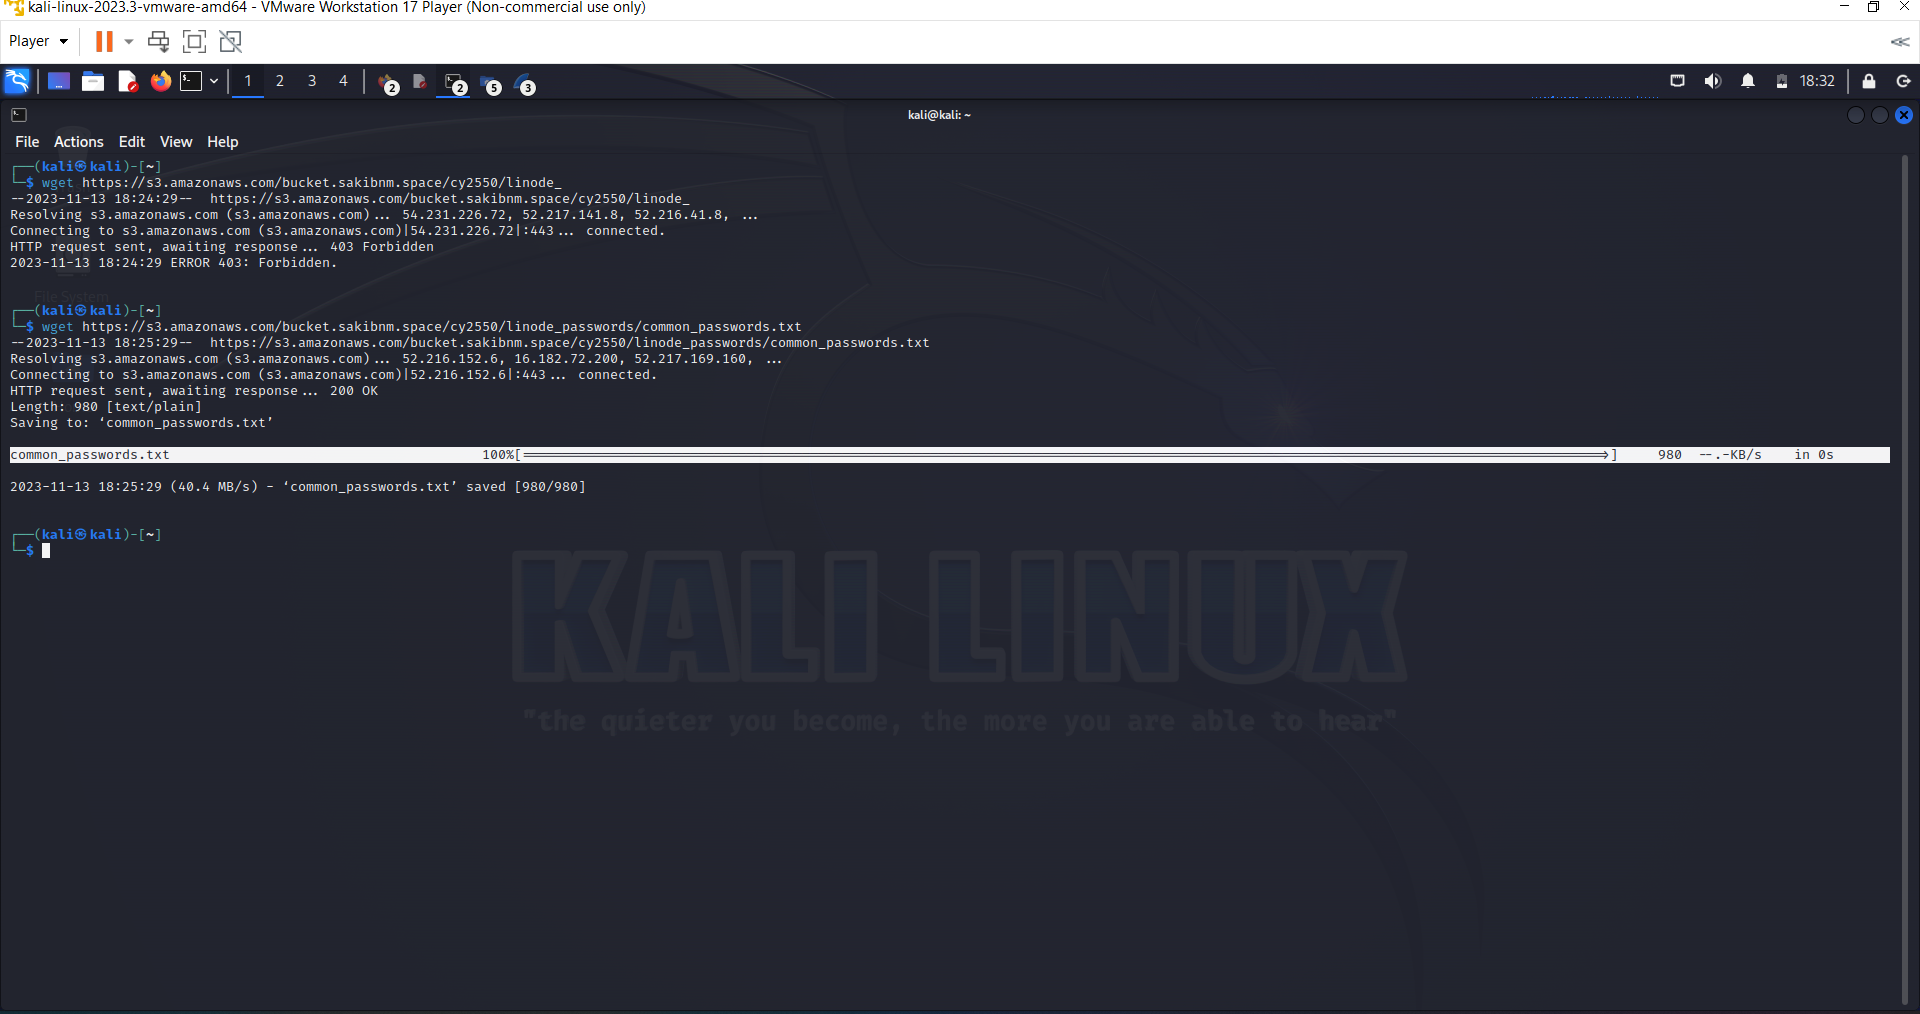 kali-linux-2023.3-vmware-amd64 - VMware Workstation 17 Player (Non-commercial use only)
Player
1 2 3 4 2 2 5 3 18:32
kali@kali: ~
File Actions Edit View Help
┌──(kali㉿kali)-[~]
└─$ wget https://s3.amazonaws.com/bucket.sakibnm.space/cy2550/linode_
--2023-11-13 18:24:29--  https://s3.amazonaws.com/bucket.sakibnm.space/cy2550/linode_
Resolving s3.amazonaws.com (s3.amazonaws.com)... 54.231.226.72, 52.217.141.8, 52.216.41.8, ...
Connecting to s3.amazonaws.com (s3.amazonaws.com)|54.231.226.72|:443... connected.
HTTP request sent, awaiting response... 403 Forbidden
2023-11-13 18:24:29 ERROR 403: Forbidden.
File System
┌──(kali㉿kali)-[~]
└─$ wget https://s3.amazonaws.com/bucket.sakibnm.space/cy2550/linode_passwords/common_passwords.txt
--2023-11-13 18:25:29--  https://s3.amazonaws.com/bucket.sakibnm.space/cy2550/linode_passwords/common_passwords.txt
Resolving s3.amazonaws.com (s3.amazonaws.com)... 52.216.152.6, 16.182.72.200, 52.217.169.160, ...
Connecting to s3.amazonaws.com (s3.amazonaws.com)|52.216.152.6|:443... connected.
HTTP request sent, awaiting response... 200 OK
Length: 980 [text/plain]
Saving to: ‘common_passwords.txt’
common_passwords.txt 100%[=====================================>] 980 --.-KB/s in 0s
2023-11-13 18:25:29 (40.4 MB/s) - ‘common_passwords.txt’ saved [980/980]
┌──(kali㉿kali)-[~]
└─$
KALI LINUX
"the quieter you become, the more you are able to hear"